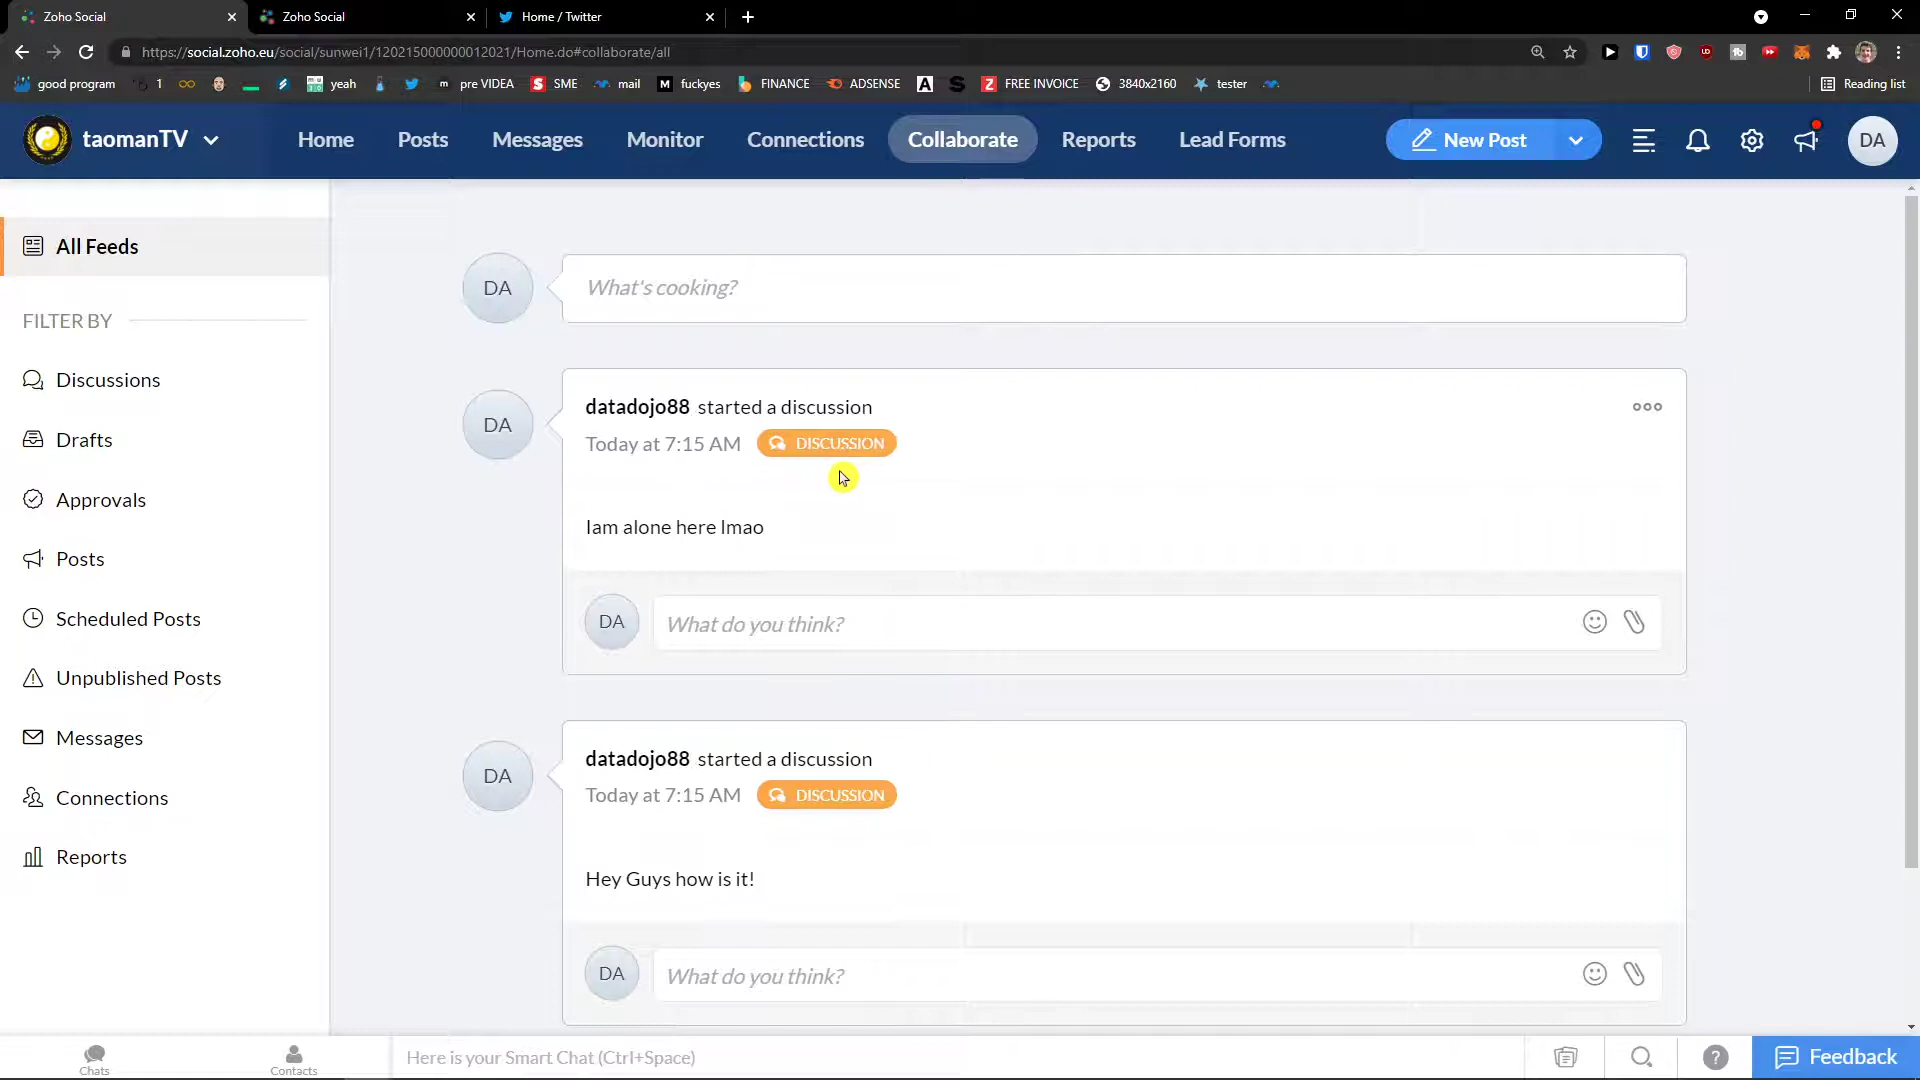 Zoho Social
Zoho Social
Home / Twitter
https://social.zoho.eu/social/sunwei1/120215000000012021/Home.do#collaborate/all
good program
1
yeah
pre VIDEA
SME
mail
fuckyes
FINANCE
ADSENSE
FREE INVOICE
3840x2160
tester
Reading list
taomanTV
Home
Posts
Messages
Monitor
Connections
Collaborate
Reports
Lead Forms
New Post
DA
All Feeds
FILTER BY
Discussions
Drafts
Approvals
Posts
Scheduled Posts
Unpublished Posts
Messages
Connections
Reports
DA
What's cooking?
DA
datadojo88 started a discussion
Today at 7:15 AM DISCUSSION
Iam alone here lmao
DA
What do you think?
DA
datadojo88 started a discussion
Today at 7:15 AM DISCUSSION
Hey Guys how is it!
DA
What do you think?
Chats
Contacts
Here is your Smart Chat (Ctrl+Space)
Feedback